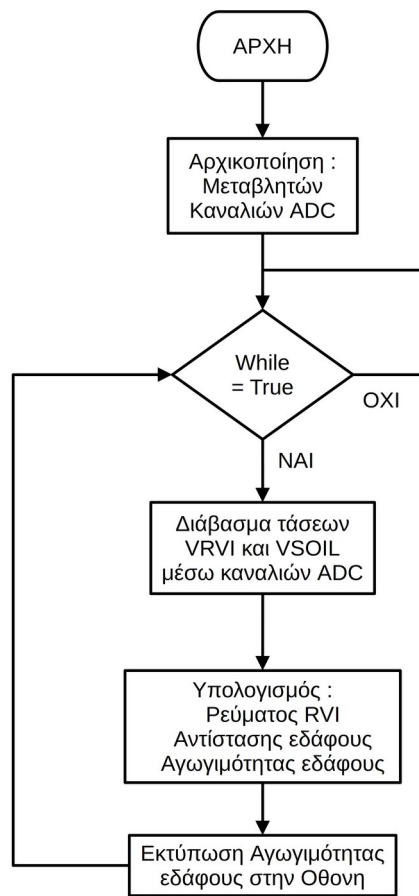 ΑΡΧΗ
Αρχικοποίηση :
Μεταβλητών
Καναλιών ADC
While
= True
ΟΧΙ
ΝΑΙ
Διάβασμα τάσεων
VRVI και VSOIL
μέσω καναλιών ADC
Υπολογισμός :
Ρεύματος RVI
Αντίστασης εδάφους
Αγωγιμότητας εδάφους
Εκτύπωση Αγωγιμότητας
εδάφους στην Οθονη